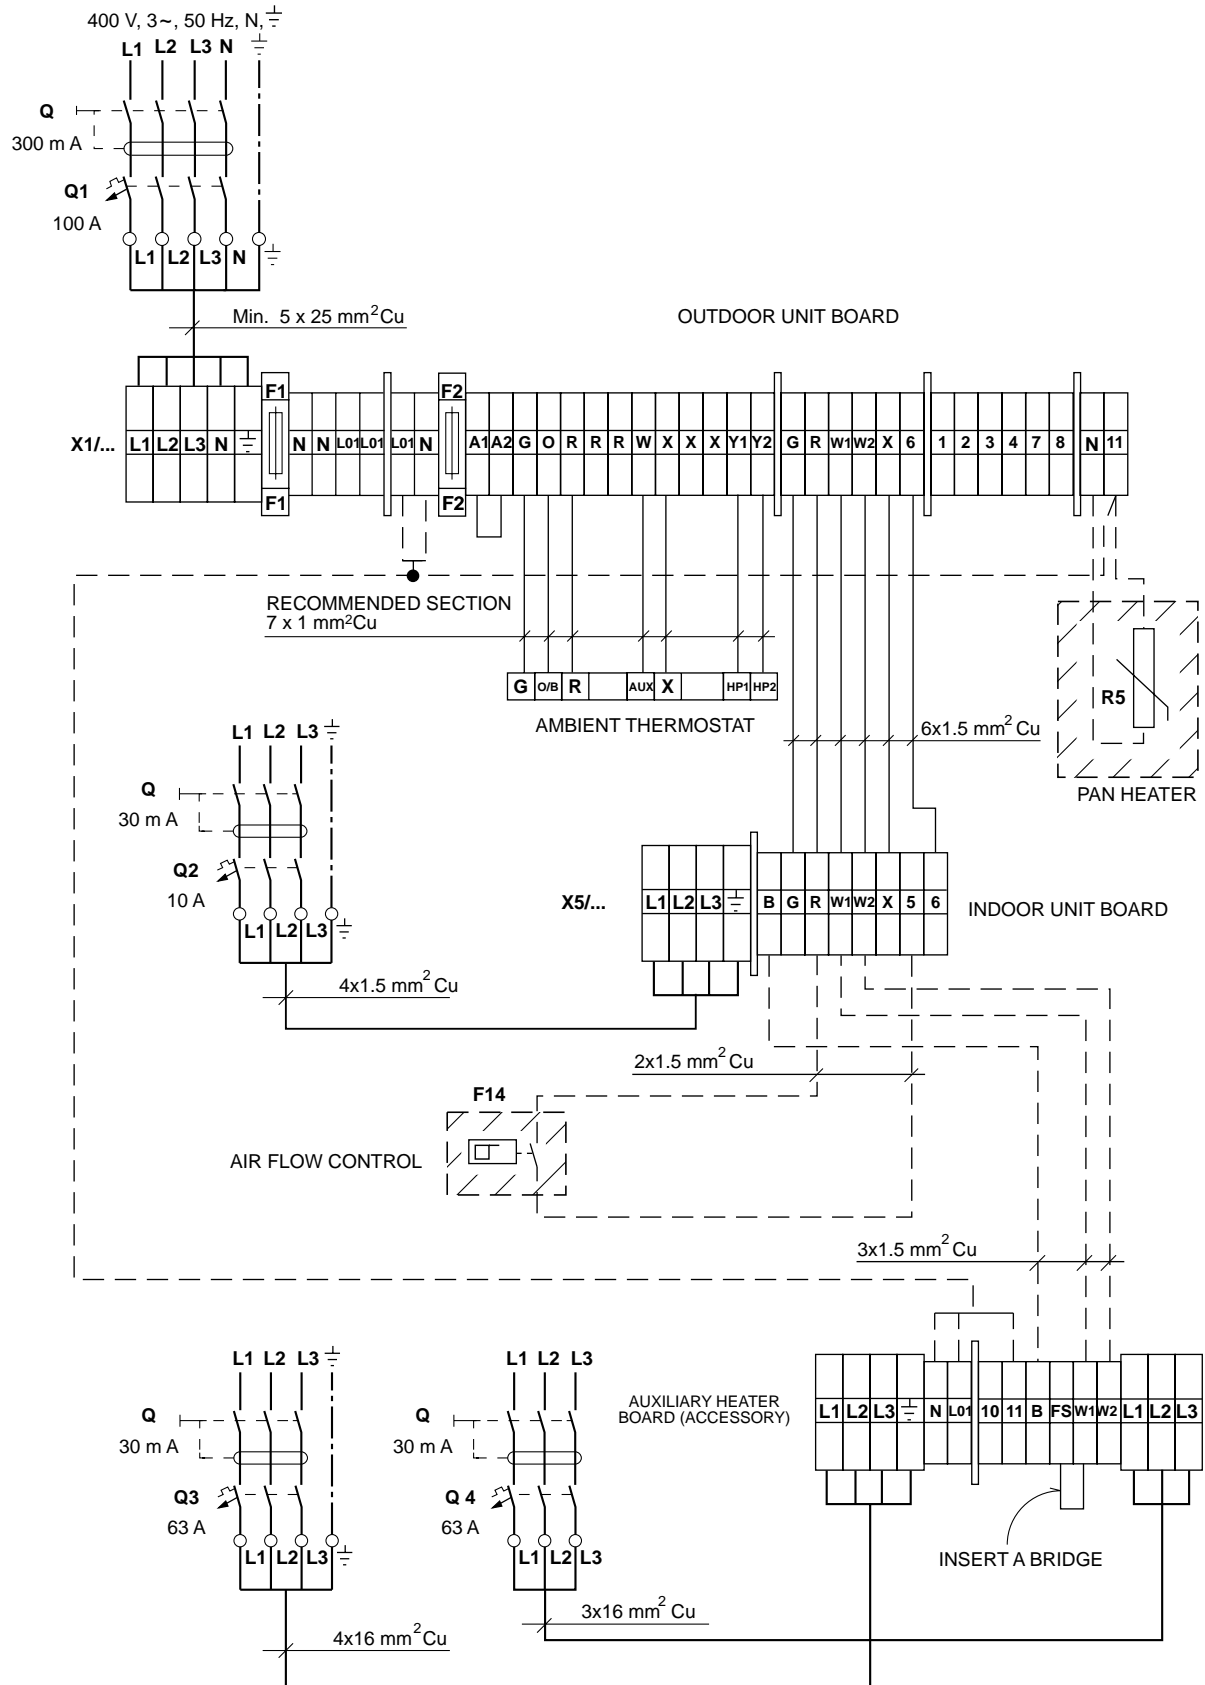 400 V, 3~, 50 Hz, N,
L1 L2 L3 N
Q
300 m A
Q1
100 A
L1 L2 L3 N
Min. 5 x 25 mm2 Cu
OUTDOOR UNIT BOARD
F1 F2
X1/... L1 L2 L3 N N N L01 L01 L01 N A1 A2 G O R R R W X X X Y1 Y2 G R W1 W2 X 6 1 2 3 4 7 8 N 11
F1 F2
RECOMMENDED SECTION
7 x 1 mm2Cu
G O/B R AUX X HP1 HP2
AMBIENT THERMOSTAT
R5
6x1.5 mm2 Cu
PAN HEATER
L1 L2 L3
Q
30 m A
Q2
10 A
L1 L2 L3
X5/... L1 L2 L3 B G R W1 W2 X 5 6
INDOOR UNIT BOARD
4x1.5 mm2 Cu
2x1.5 mm2 Cu
F14
AIR FLOW CONTROL
3x1.5 mm2 Cu
L1 L2 L3
L1 L2 L3
AUXILIARY HEATER
BOARD (ACCESSORY)
L1 L2 L3 N L01 10 11 B FS W1 W2 L1 L2 L3
Q
30 m A
Q
30 m A
Q3
63 A
Q 4
63 A
L1 L2 L3
L1 L2 L3
INSERT A BRIDGE
3x16 mm2 Cu
4x16 mm2 Cu